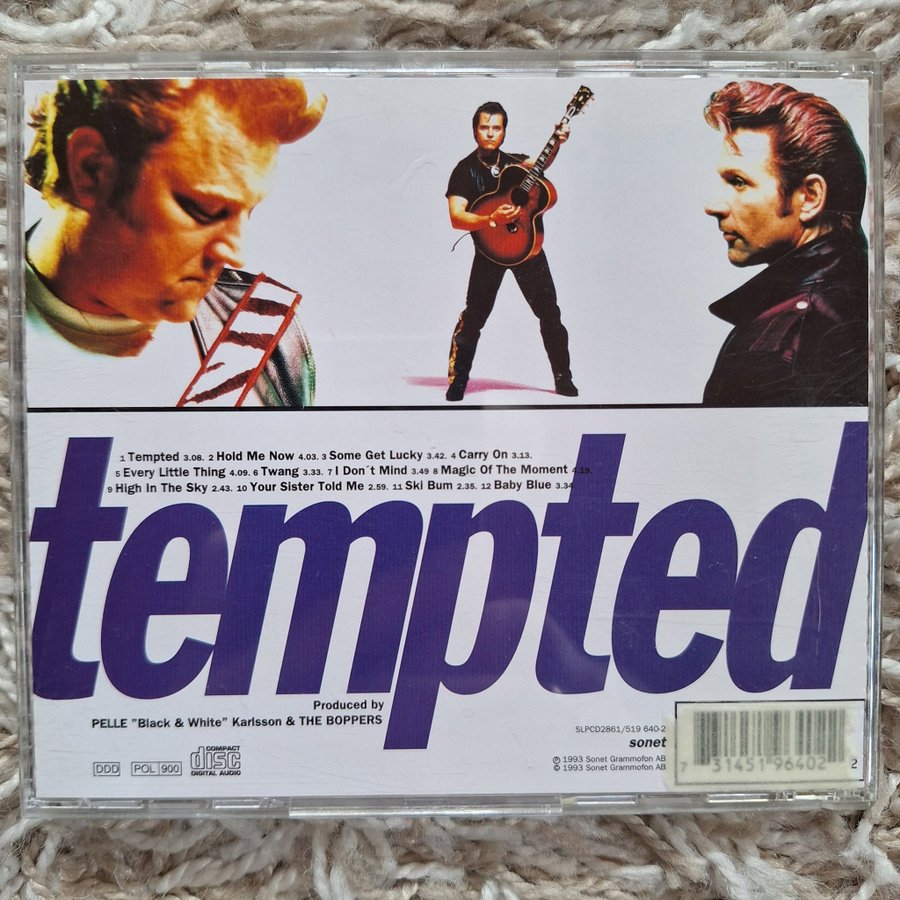 1 Tempted 3.08. 2 Hold Me Now 4.03. 3 Some Get Lucky 3.42. 4 Carry On 3.13.
5 Every Little Thing 4.09. 6 Twang 3.33. 7 I Don´t Mind 3.49 8 Magic Of The Moment 4.19.
9 High In The Sky 2.43. 10 Your Sister Told Me 2.59. 11 Ski Bum 2.35. 12 Baby Blue 3.34
tempted
Produced by
PELLE "Black & White" Karlsson & THE BOPPERS
SLPCD2861/519 640-2
sonet
DDD POL 900 COMPACT disc DIGITAL AUDIO
℗ 1993 Sonet Grammofon AB
© 1993 Sonet Grammofon AB
7 31451 96402 2